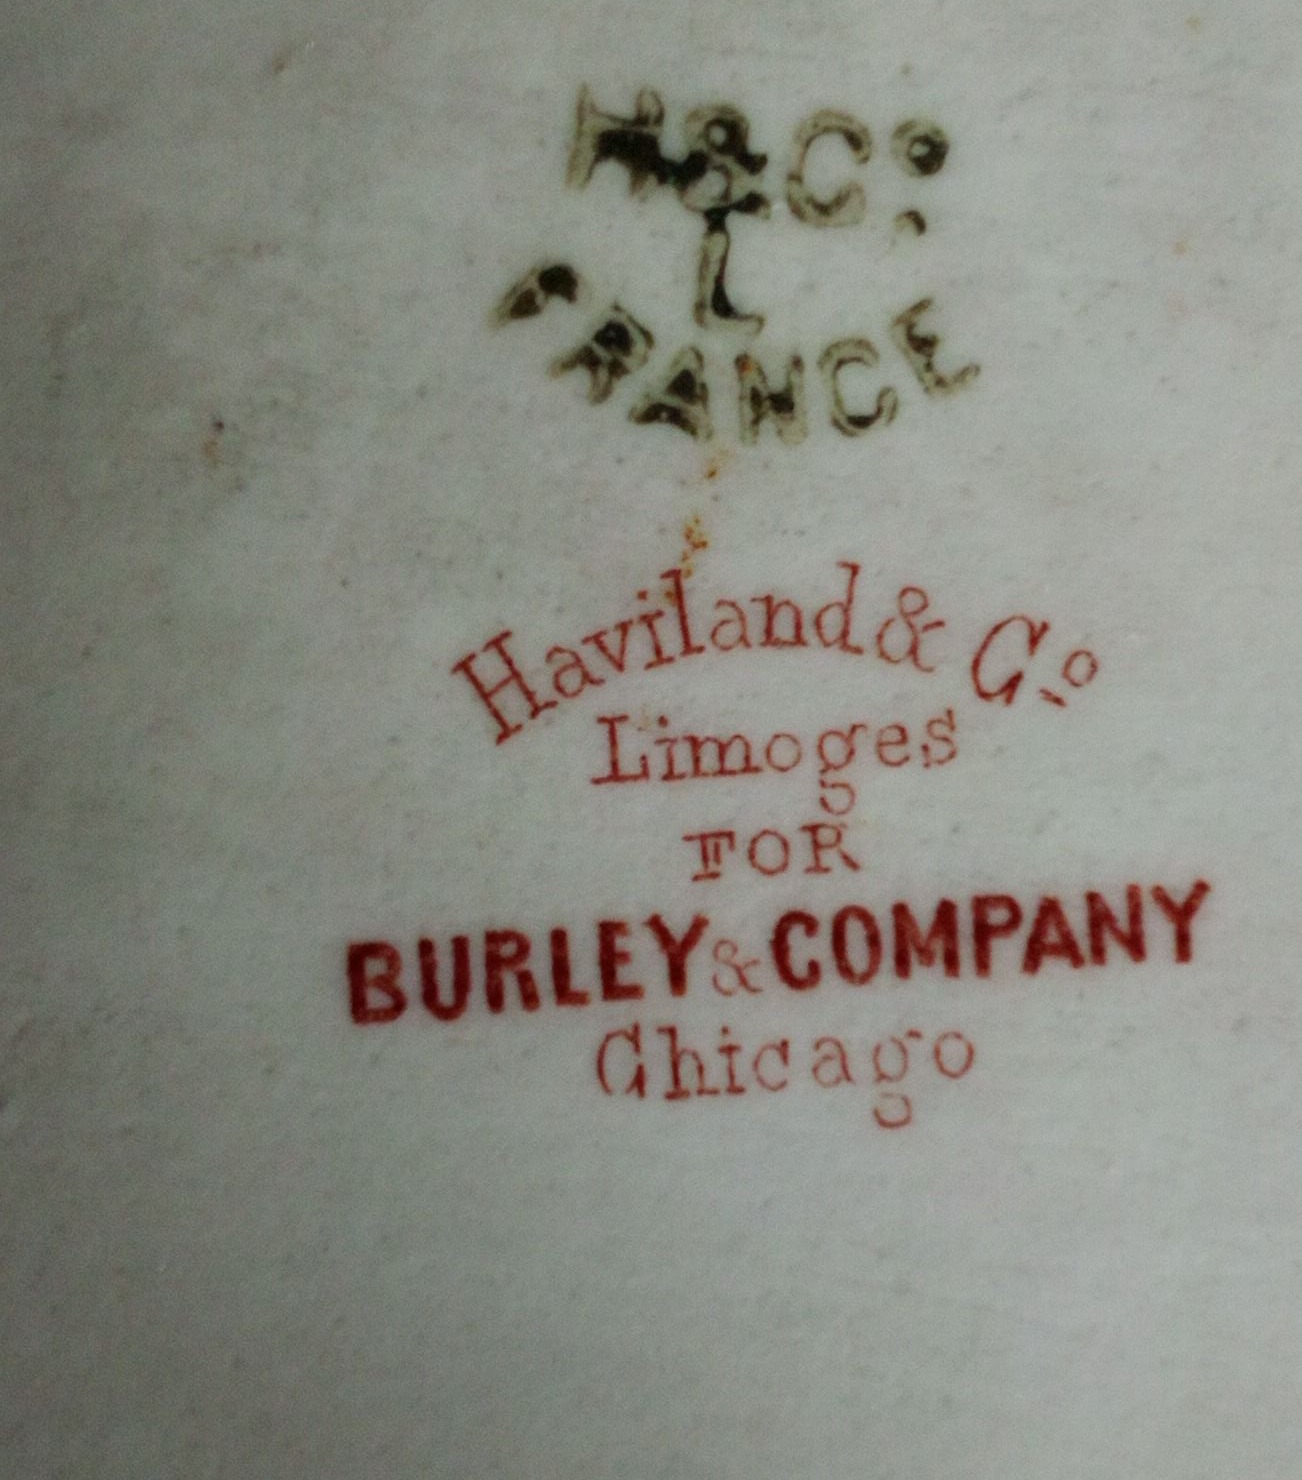 H&Co.
L
FRANCE
Haviland & Co.
Limoges
FOR
BURLEY & COMPANY
Chicago